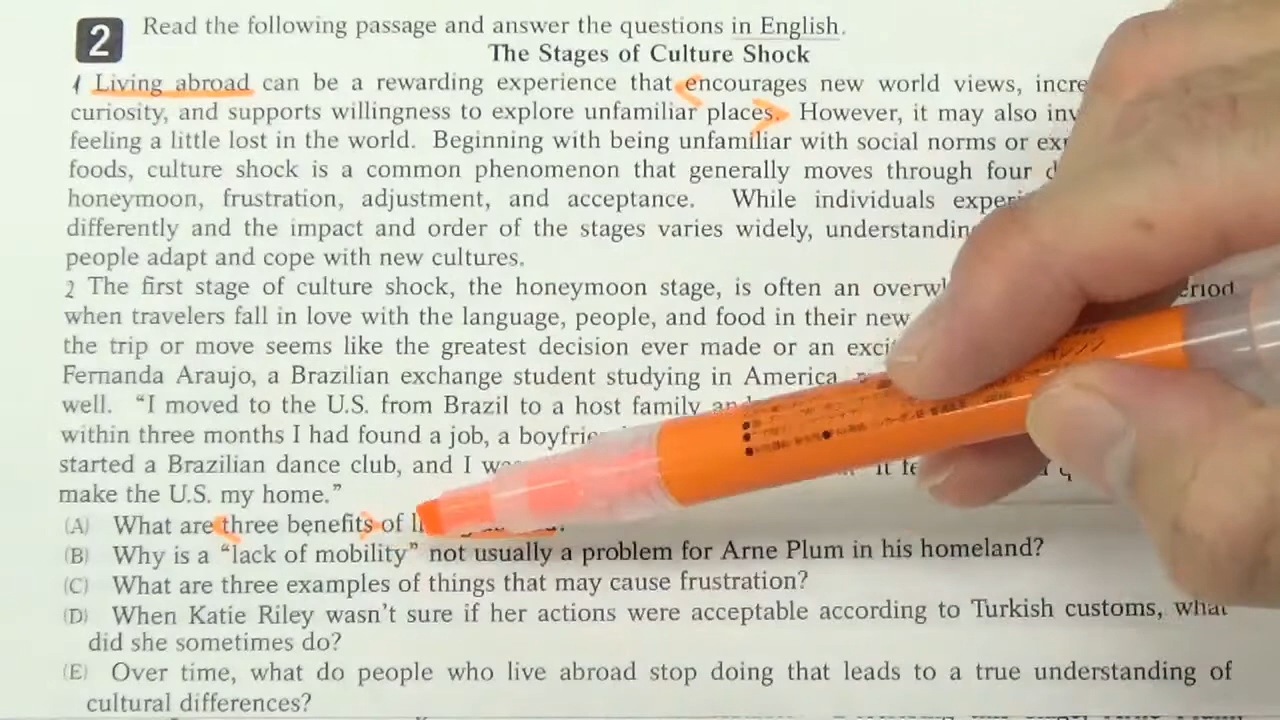 2 Read the following passage and answer the questions in English.
The Stages of Culture Shock
1 Living abroad can be a rewarding experience that encourages new world views,
curiosity, and supports willingness to explore unfamiliar places. However, it may also
feeling a little lost in the world. Beginning with being unfamiliar with social norms or
foods, culture shock is a common phenomenon that generally moves through four
honeymoon, frustration, adjustment, and acceptance. While individuals
differently and the impact and order of the stages varies widely,
people adapt and cope with new cultures.
2 The first stage of culture shock, the honeymoon stage, is often an
when travelers fall in love with the language, people, and food in their new
the trip or move seems like the greatest decision ever made or an
Fernanda Araujo, a Brazilian exchange student studying in America
well. “I moved to the U.S. from Brazil to a host family
within three months I had found a job, a
started a Brazilian dance club, and I
make the U.S. my home.”
(A) What are three benefits of
(B) Why is a “lack of mobility” not usually a problem for Arne Plum in his homeland?
(C) What are three examples of things that may cause frustration?
(D) When Katie Riley wasn’t sure if her actions were acceptable according to Turkish customs, what
did she sometimes do?
(E) Over time, what do people who live abroad stop doing that leads to a true understanding of
cultural differences?